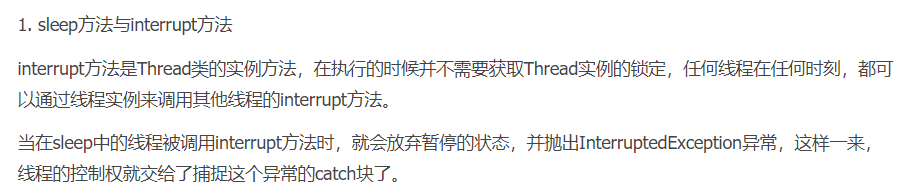 1. sleep方法与interrupt方法
interrupt方法是Thread类的实例方法，在执行的时候并不需要获取Thread实例的锁定，任何线程在任何时刻，都可
以通过线程实例来调用其他线程的interrupt方法。
当在sleep中的线程被调用interrupt方法时，就会放弃暂停的状态，并抛出InterruptedException异常，这样一来，
线程的控制权就交给了捕捉这个异常的catch块了。